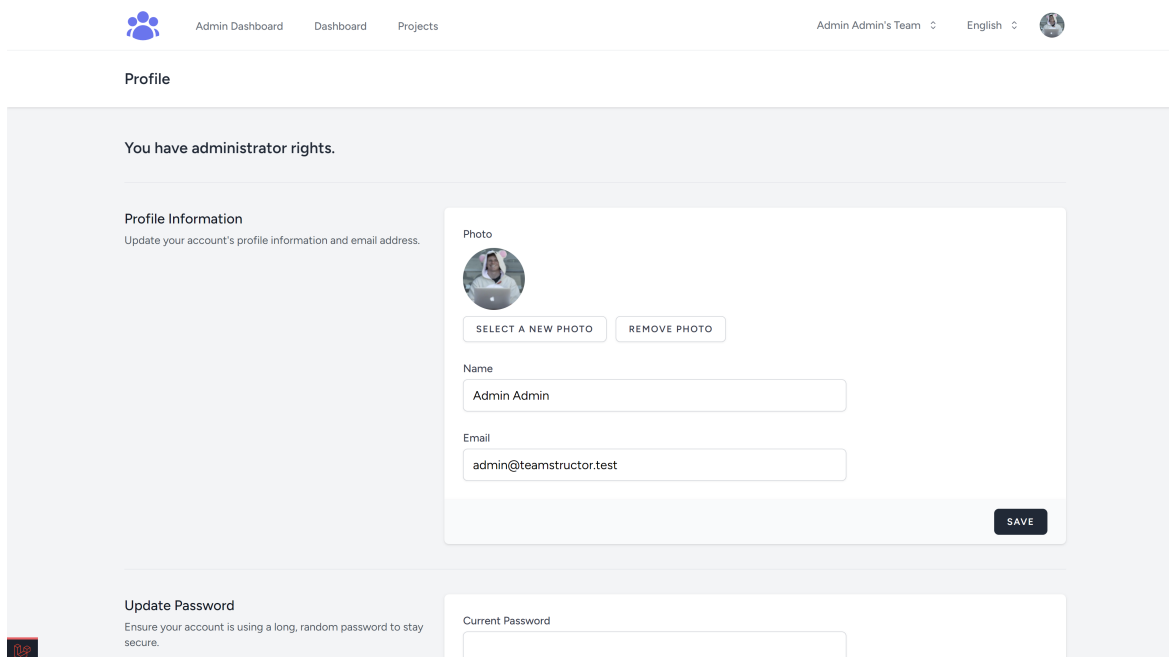 Admin Dashboard
Dashboard
Projects
Admin Admin's Team
English
Profile
You have administrator rights.
Profile Information
Update your account's profile information and email address.
Photo
SELECT A NEW PHOTO
REMOVE PHOTO
Name
Admin Admin
Email
admin@teamstructor.test
SAVE
Update Password
Ensure your account is using a long, random password to stay
secure.
Current Password